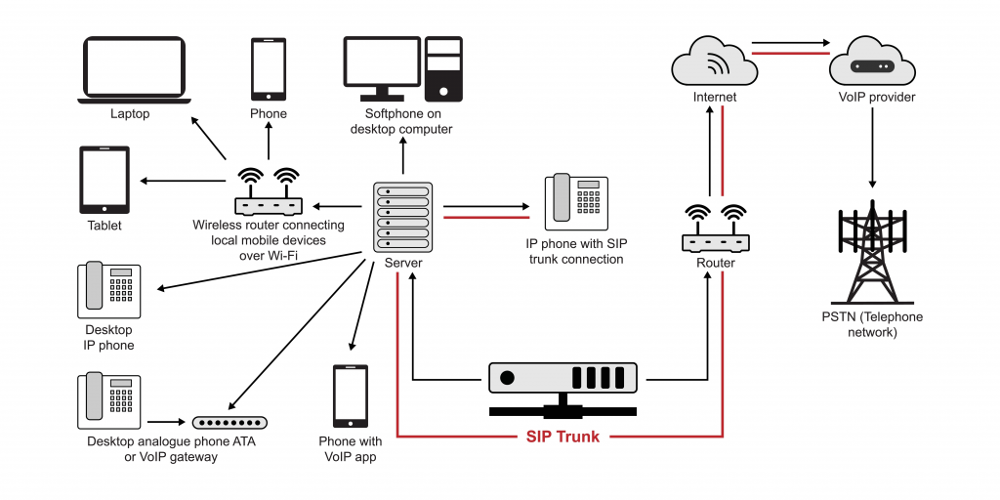 Laptop
Phone
Softphone on
desktop computer
Internet
VoIP provider
Tablet
Wireless router connecting
local mobile devices
over Wi-Fi
Server
IP phone with SIP
trunk connection
Router
PSTN (Telephone
network)
Desktop
IP phone
Desktop analogue phone ATA
or VoIP gateway
Phone with
VoIP app
SIP Trunk